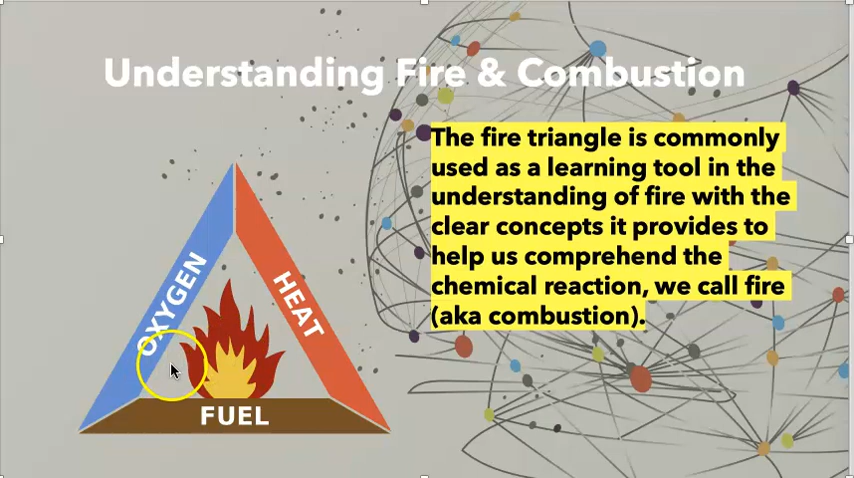 Understanding Fire & Combustion
The fire triangle is commonly
used as a learning tool in the
understanding of fire with the
clear concepts it provides to
help us comprehend the
chemical reaction, we call fire
(aka combustion).
OXYGEN
HEAT
FUEL